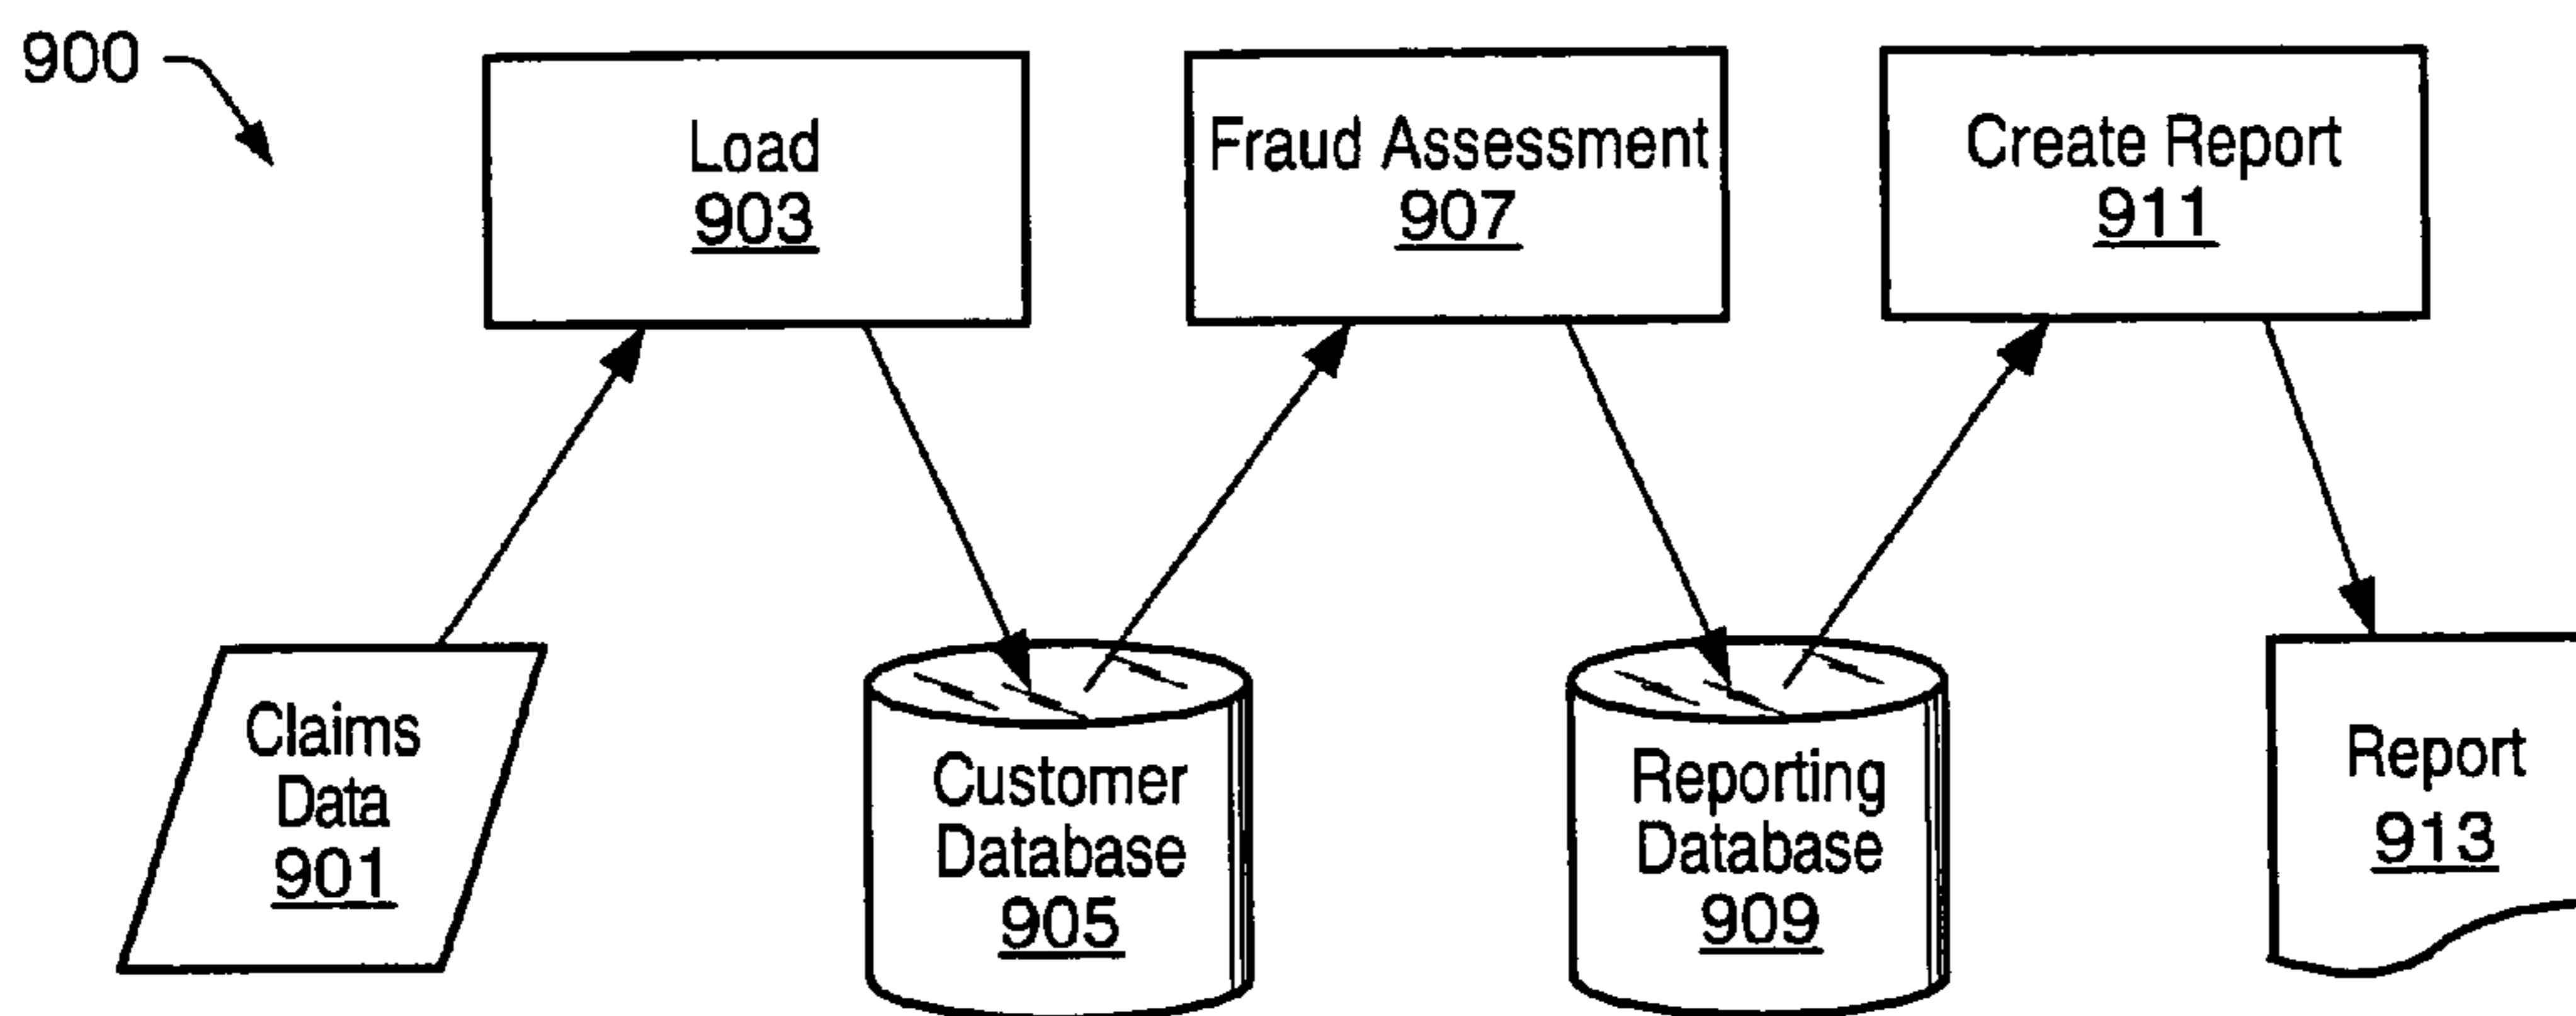 900
Load
903
Fraud Assessment
907
Create Report
911
Claims
Data
901
Customer
Database
905
Reporting
Database
909
Report
913